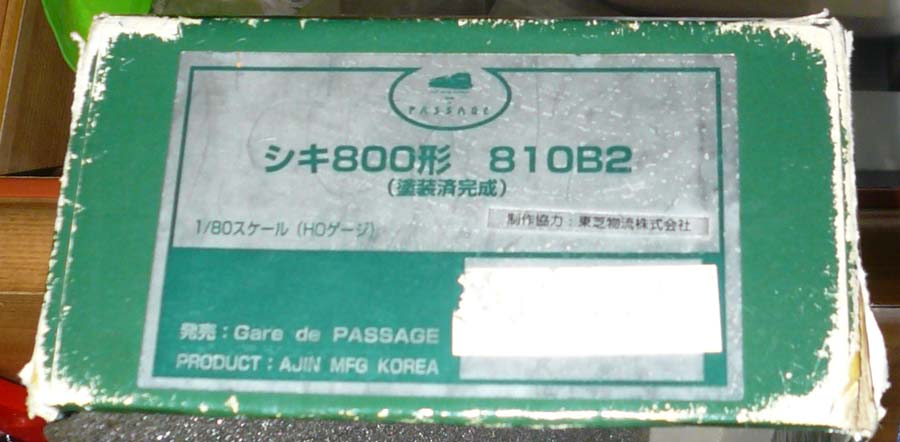 PASSAGE
シキ800形 810B2
(塗装済完成)
1/80スケール(HOゲージ)
制作協力:東芝物流株式会社
発売:Gare de PASSAGE
PRODUCT:AJIN MFG KOREA